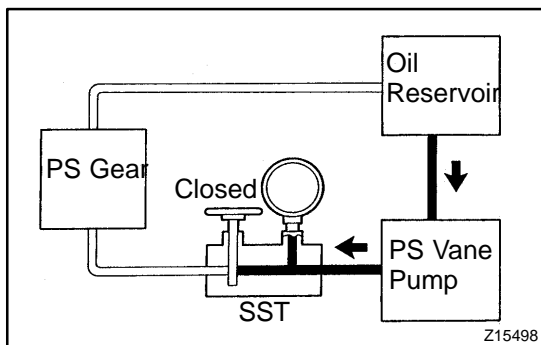 Oil
Reservoir
PS Gear
Closed
PS Vane
Pump
SST
Z15498